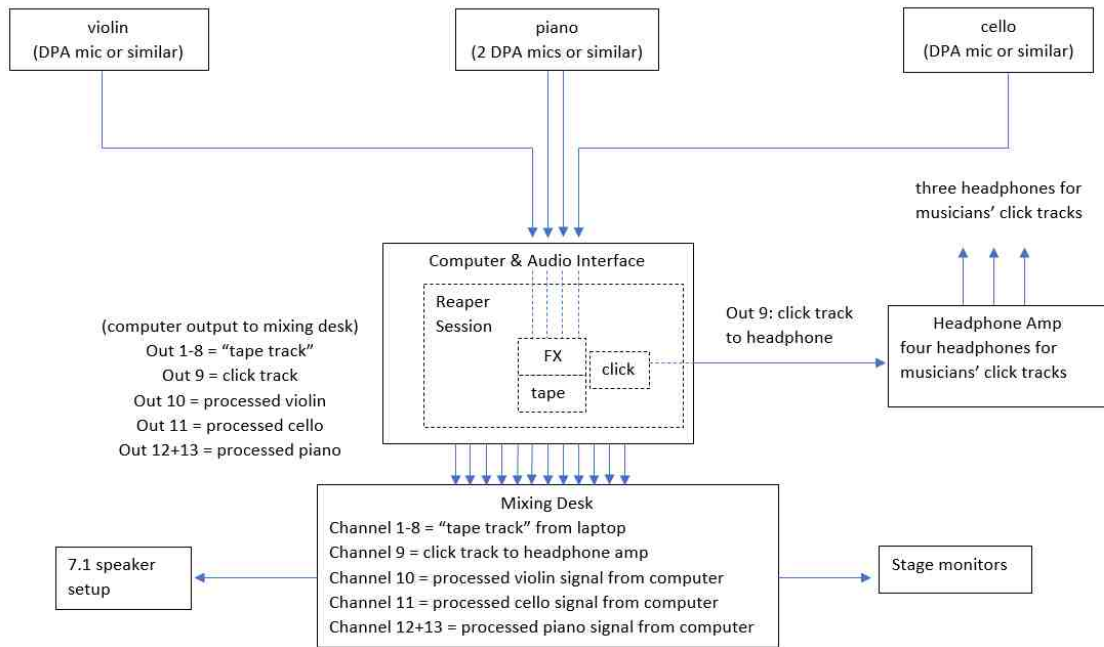 violin
(DPA mic or similar)
piano
(2 DPA mics or similar)
cello
(DPA mic or similar)
three headphones for
musicians’ click tracks
Computer & Audio Interface
Reaper
Session
FX
tape
click
Out 9: click track
to headphone
Headphone Amp
four headphones for
musicians’ click tracks
(computer output to mixing desk)
Out 1-8 = “tape track”
Out 9 = click track
Out 10 = processed violin
Out 11 = processed cello
Out 12+13 = processed piano
Mixing Desk
Channel 1-8 = “tape track” from laptop
Channel 9 = click track to headphone amp
Channel 10 = processed violin signal from computer
Channel 11 = processed cello signal from computer
Channel 12+13 = processed piano signal from computer
7.1 speaker
setup
Stage monitors